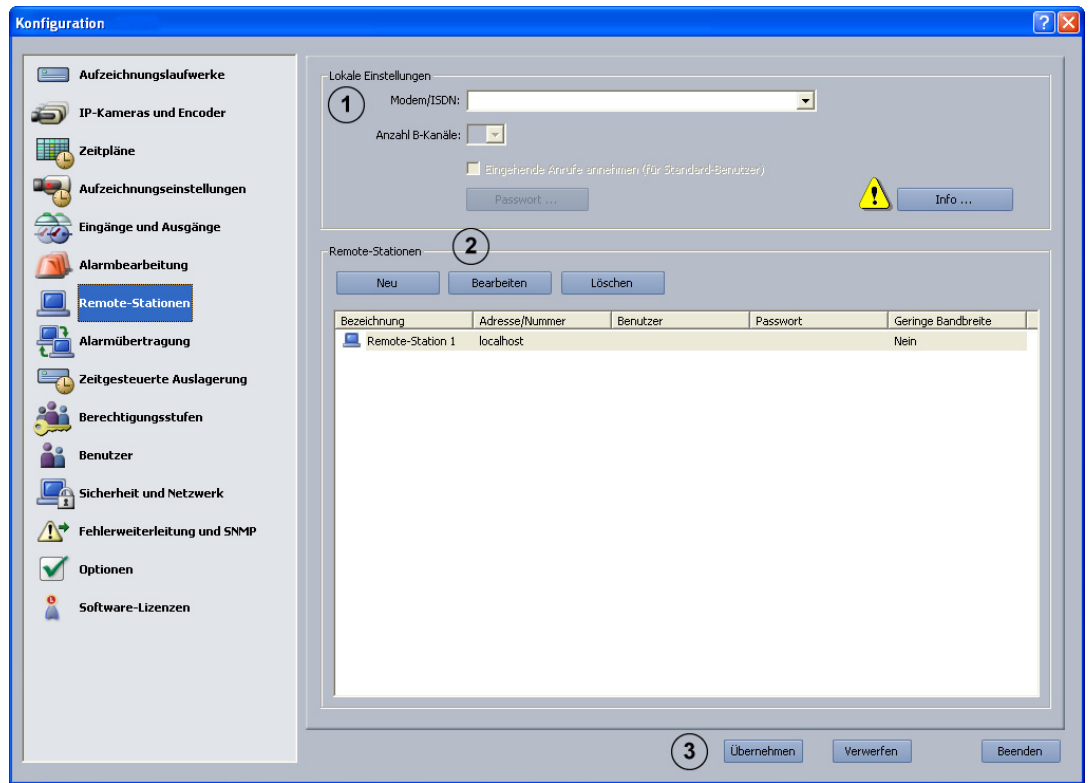 Konfiguration
Aufzeichnungslaufwerke
IP-Kameras und Encoder
Zeitpläne
Aufzeichnungseinstellungen
Eingänge und Ausgänge
Alarmbearbeitung
Remote-Stationen
Alarmübertragung
Zeitgesteuerte Auslagerung
Berechtigungsstufen
Benutzer
Sicherheit und Netzwerk
Fehlerweiterleitung und SNMP
Optionen
Software-Lizenzen
Lokale Einstellungen
1
Modem/ISDN:
Anzahl B-Kanäle:
Eingehende Anrufe annehmen (für Standard-Benutzer)
Passwort ...
Info ...
Remote-Stationen
2
Neu Bearbeiten Löschen
Bezeichnung Adresse/Nummer Benutzer Passwort Geringe Bandbreite
Remote-Station 1 localhost Nein
3
Übernehmen Verwerfen Beenden